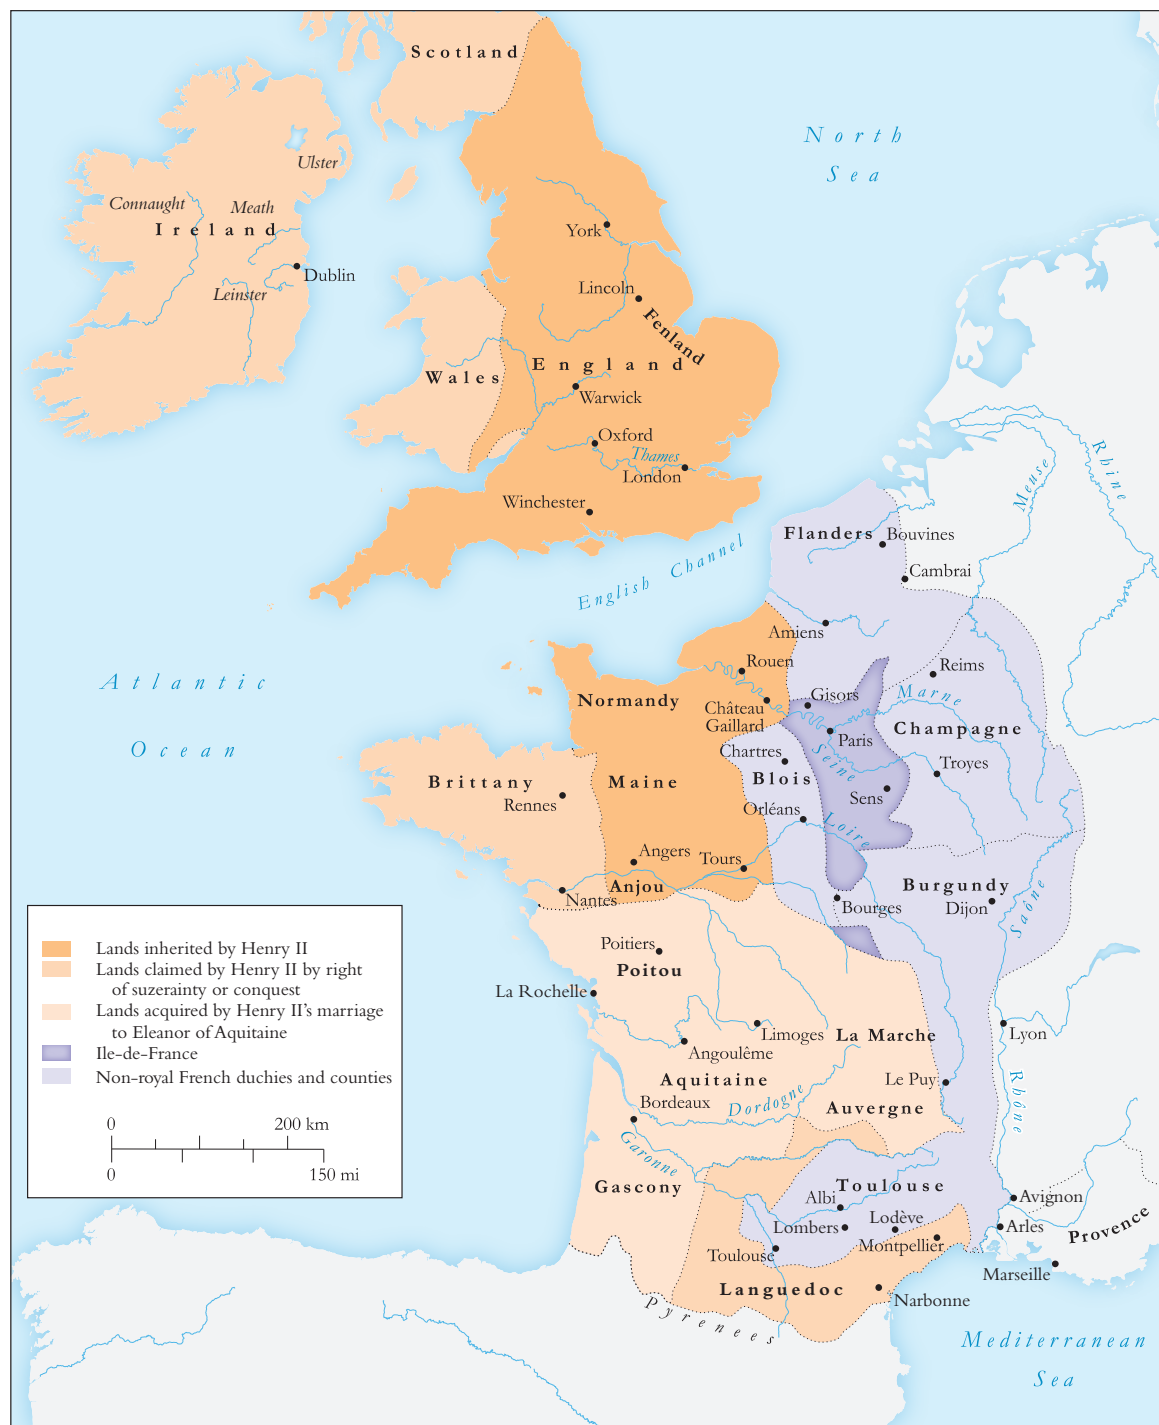 Scotland
North
Sea
Ulster
Connaught
Meath
Ireland
York
Dublin
Leinster
Lincoln
Fenland
England
Wales
Warwick
Oxford
Thames
London
Winchester
Rhine
Meuse
Flanders
Bouvines
English Channel
Cambrai
Amiens
Rouen
Reims
Atlantic
Ocean
Normandy
Gisors
Marne
Château
Gaillard
Champagne
Paris
Seine
Chartres
Troyes
Brittany
Maine
Blois
Rennes
Sens
Orléans
Loire
Angers
Tours
Anjou
Nantes
Burgundy
Bourges
Dijon
Saône
Poitiers
Poitou
La Rochelle
Limoges
La Marche
Lyon
Angoulême
Aquitaine
Le Puy
Rhône
Bordeaux
Dordogne
Auvergne
Garonne
Gascony
Toulouse
Albi
Avignon
Lombers
Lodève
Arles
Provence
Toulouse
Montpellier
Marseille
Languedoc
Narbonne
Pyrenees
Mediterranean
Sea
Lands inherited by Henry II
Lands claimed by Henry II by right
of suzerainty or conquest
Lands acquired by Henry II’s marriage
to Eleanor of Aquitaine
Ile-de-France
Non-royal French duchies and counties
0 200 km
0 150 mi